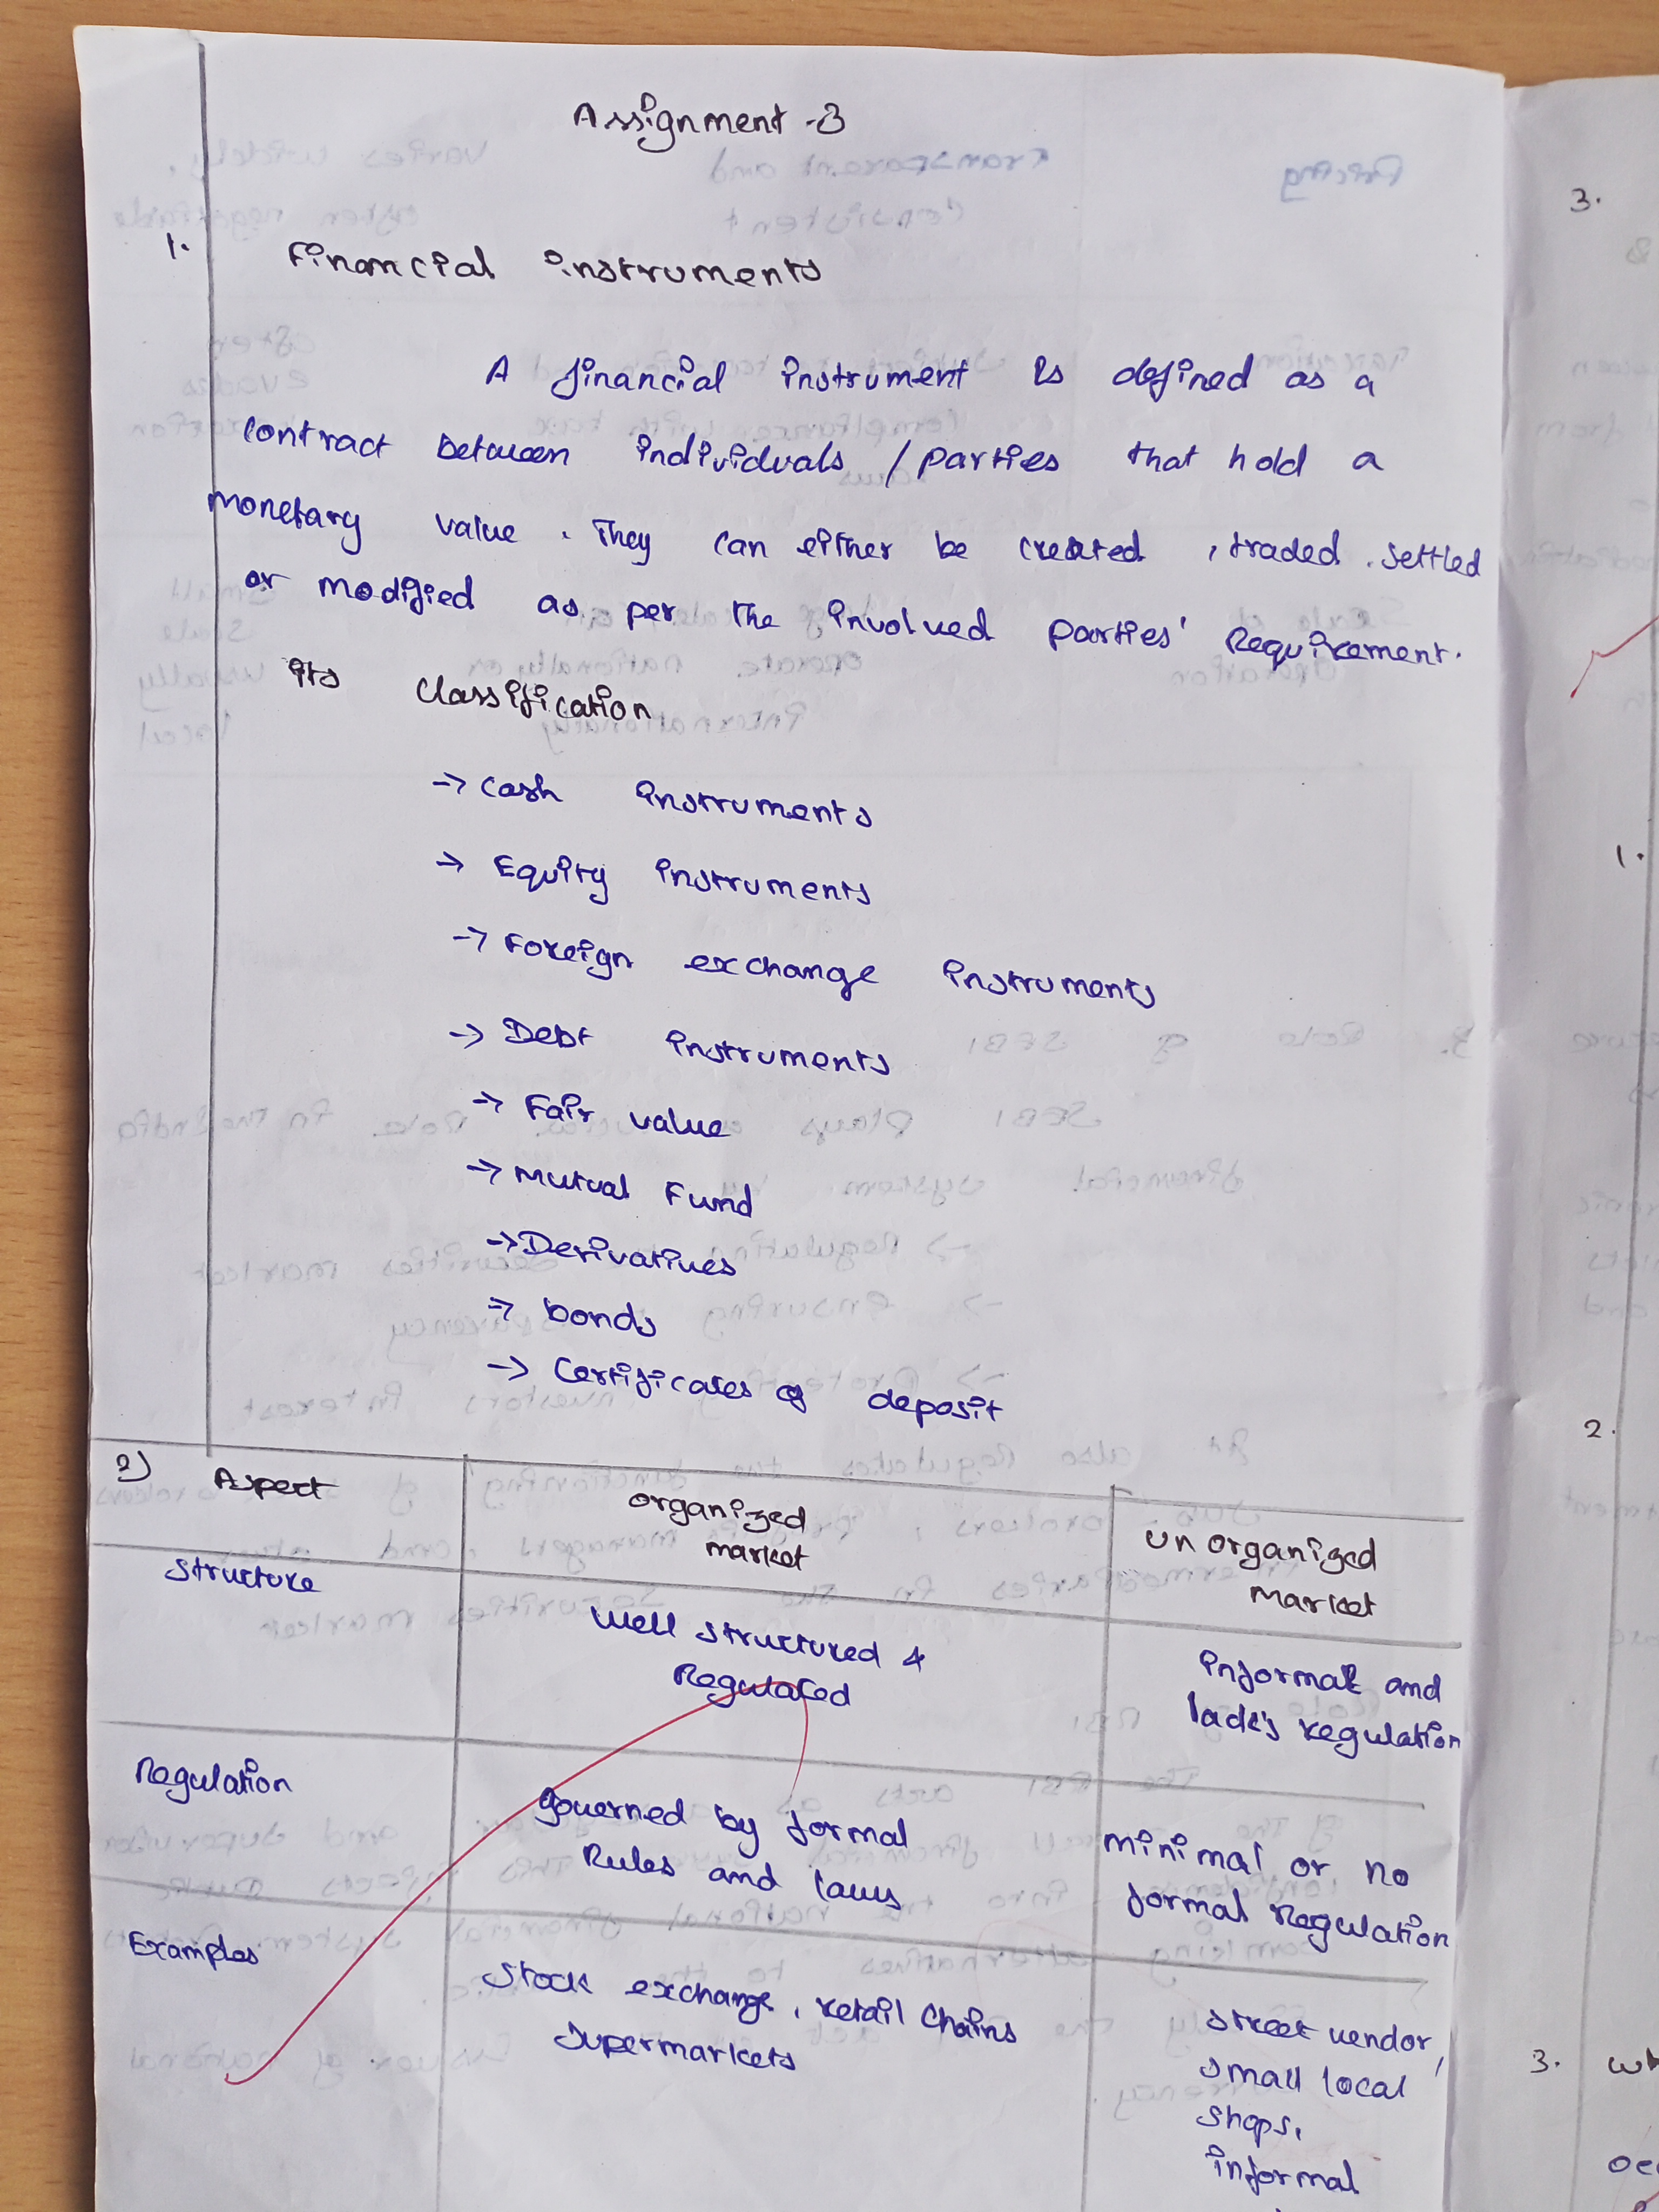 Assignment -3
1. Financial instruments
A financial instrument is defined as a
contract between individuals / parties that hold a
monetary value. They can either be created, traded, settled
or modified as per the involved parties' Requirement.
its classification
→ cash instruments
→ Equity instruments
→ Foreign exchange instruments
→ Debt instruments
→ Fair value
→ mutual Fund
→ Derivatives
→ bonds
→ Certificates of deposit
2) Aspect
organized
market
un organized
market
Structure
well structured &
Regulated
informal and
lack's regulation
Regulation
governed by formal
Rules and laws
minimal or no
formal Regulation
Examples
Stock exchange, retail chains
supermarkets
street vendor,
small local
shops,
informal
3.
1.
2.
3. wh